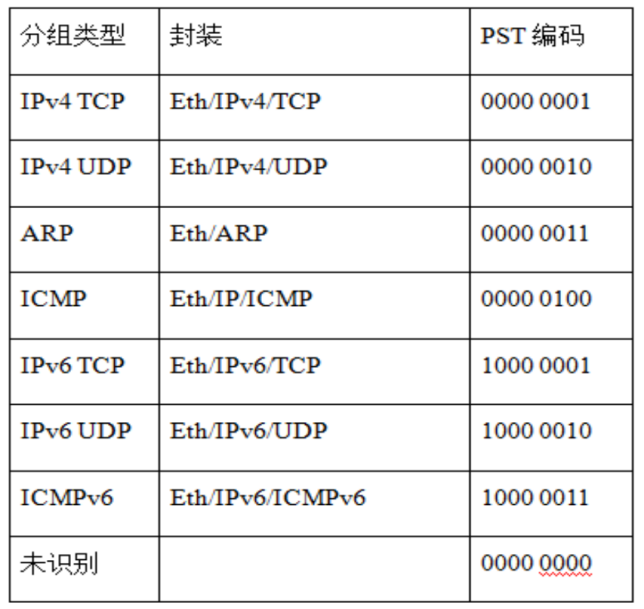 分组类型 封装 PST 编码
IPv4 TCP Eth/IPv4/TCP 0000 0001
IPv4 UDP Eth/IPv4/UDP 0000 0010
ARP Eth/ARP 0000 0011
ICMP Eth/IP/ICMP 0000 0100
IPv6 TCP Eth/IPv6/TCP 1000 0001
IPv6 UDP Eth/IPv6/UDP 1000 0010
ICMPv6 Eth/IPv6/ICMPv6 1000 0011
未识别 0000 0000